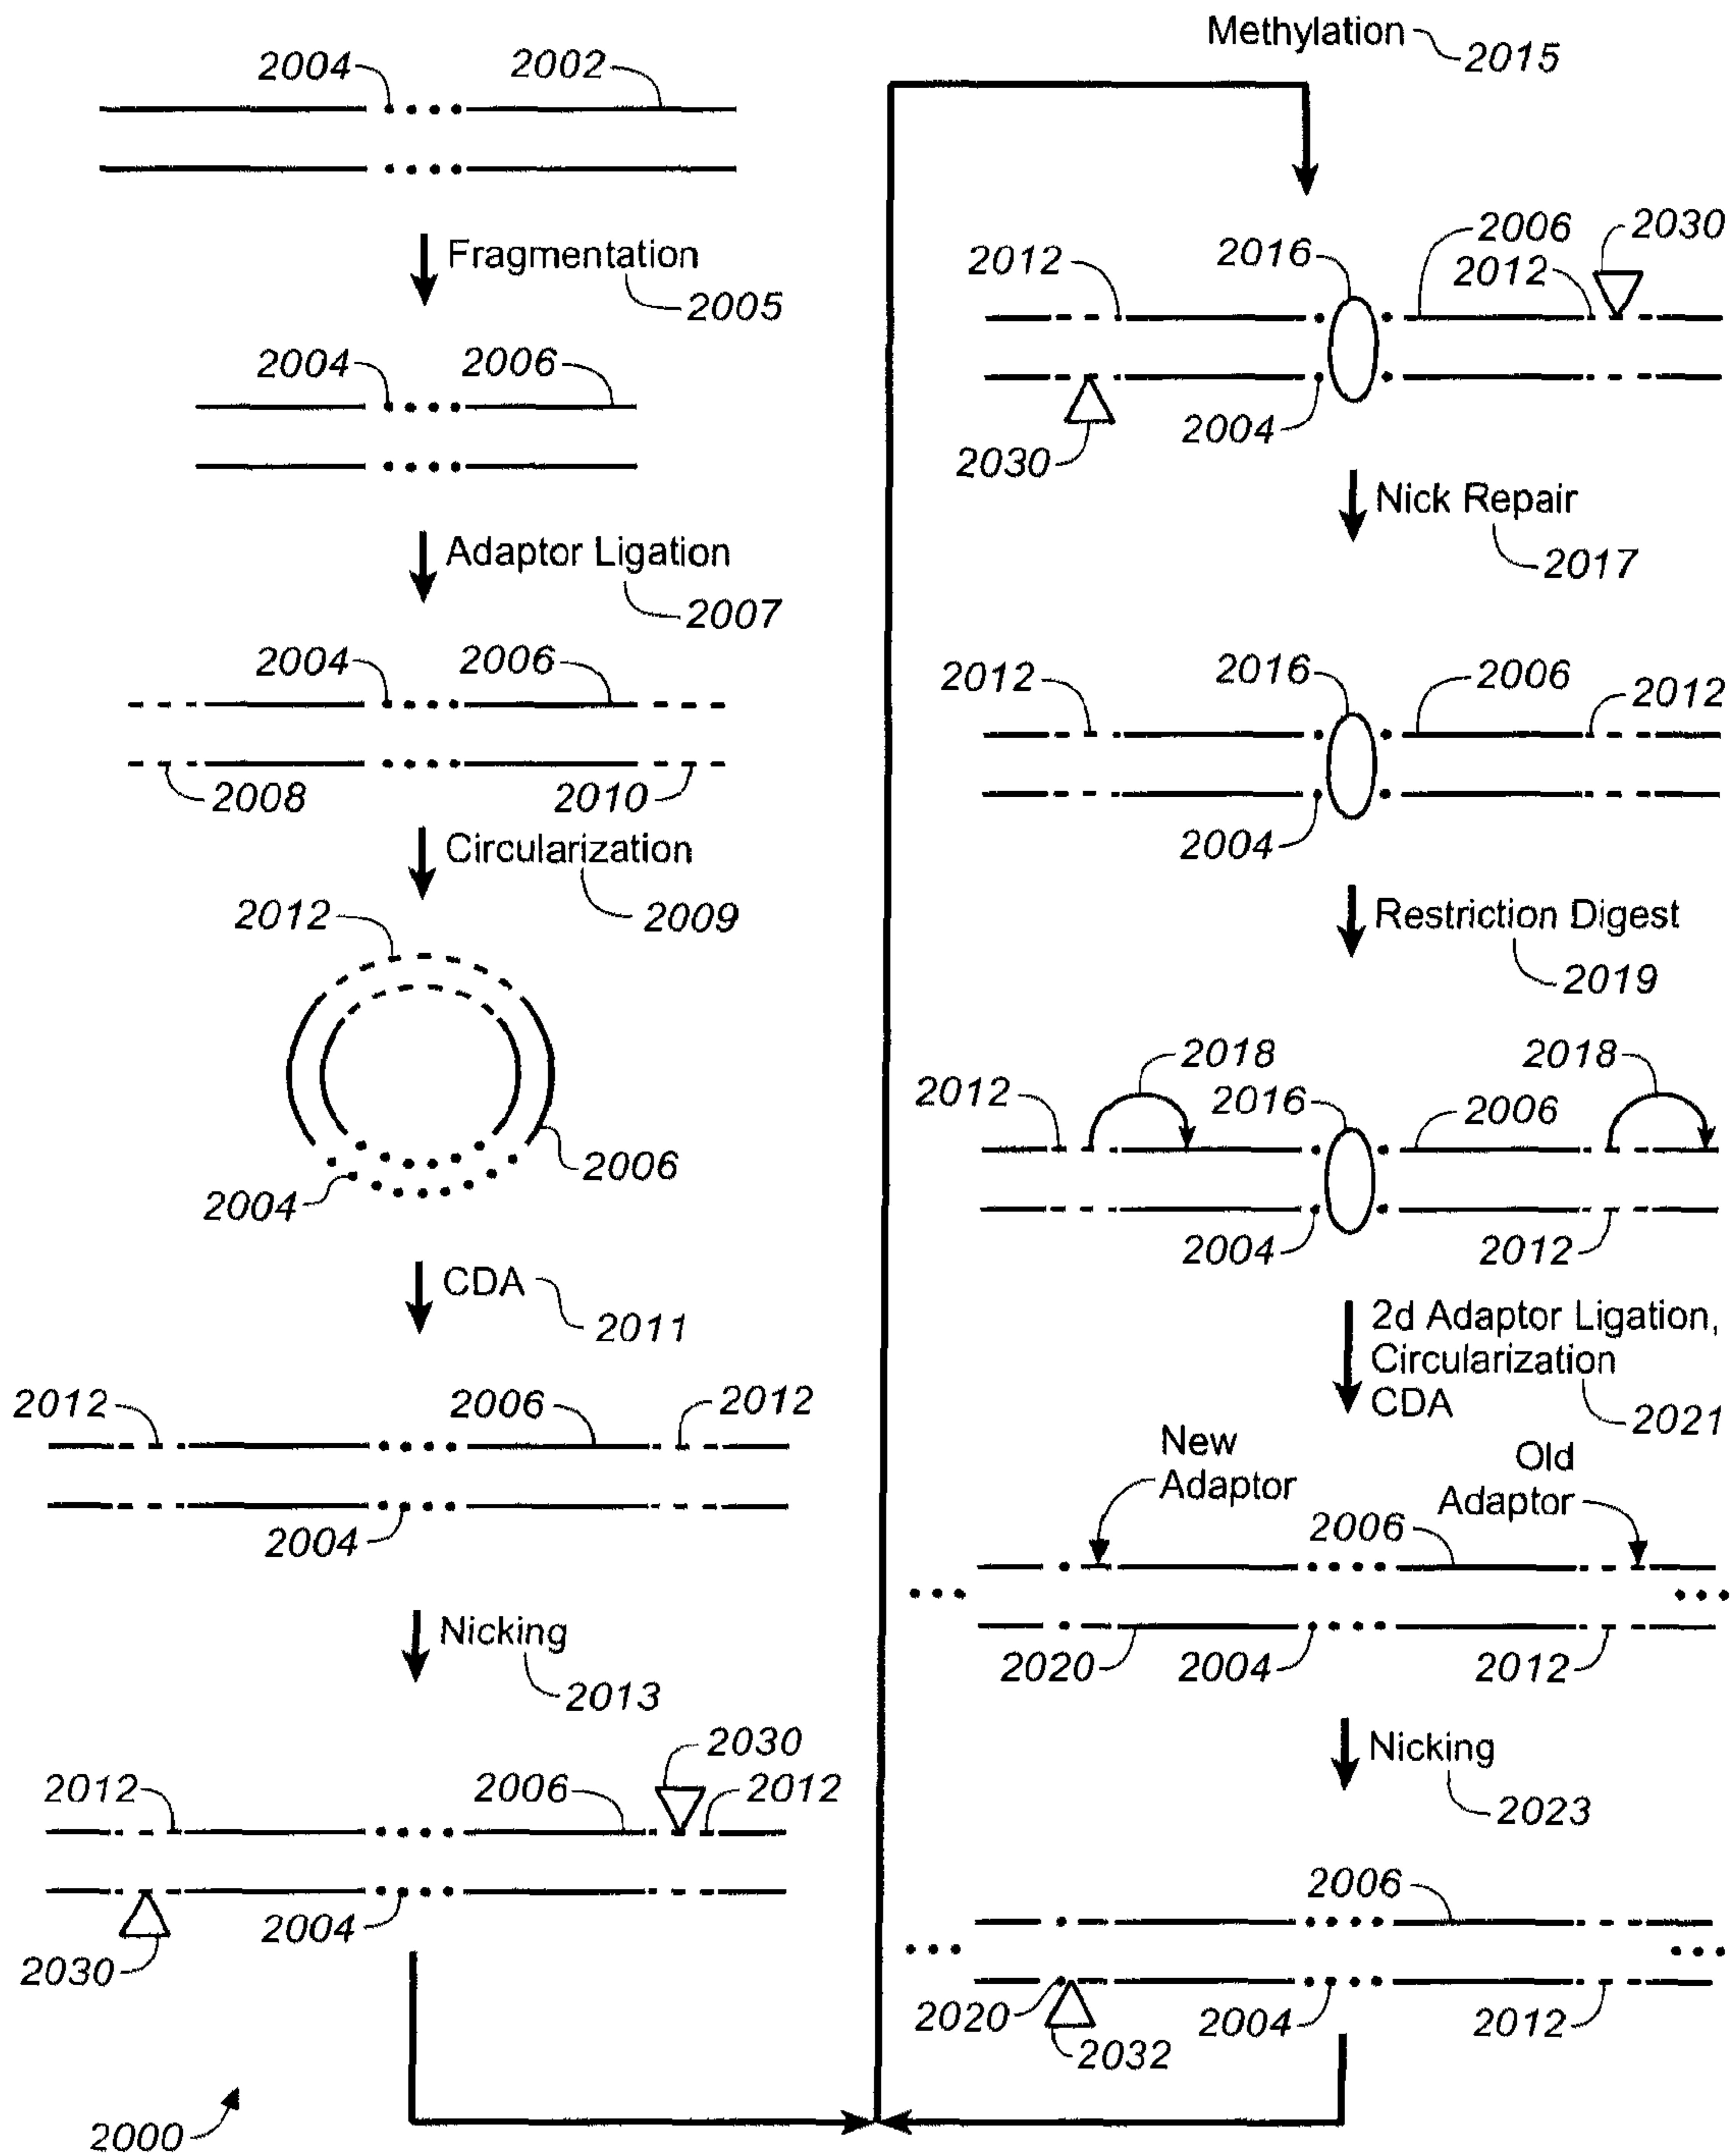 2004 2002
Fragmentation
2005
2004 2006
Adaptor Ligation
2007
2004 2006
2008 2010
Circularization
2009
2012
2006
2004
CDA
2011
2012 2006 2012
2004
Nicking
2013
2030
2012 2006 2012
2004
2030
2000
Methylation
2015
2006 2030
2012 2016 2012
2004
2030
Nick Repair
2017
2012 2016 2006 2012
2004
Restriction Digest
2019
2018 2018
2012 2016 2006
2004 2012
2d Adaptor Ligation,
Circularization
CDA 2021
New Old
Adaptor Adaptor
2006
2020 2004 2012
Nicking
2023
2006
2020 2004 2012
2032